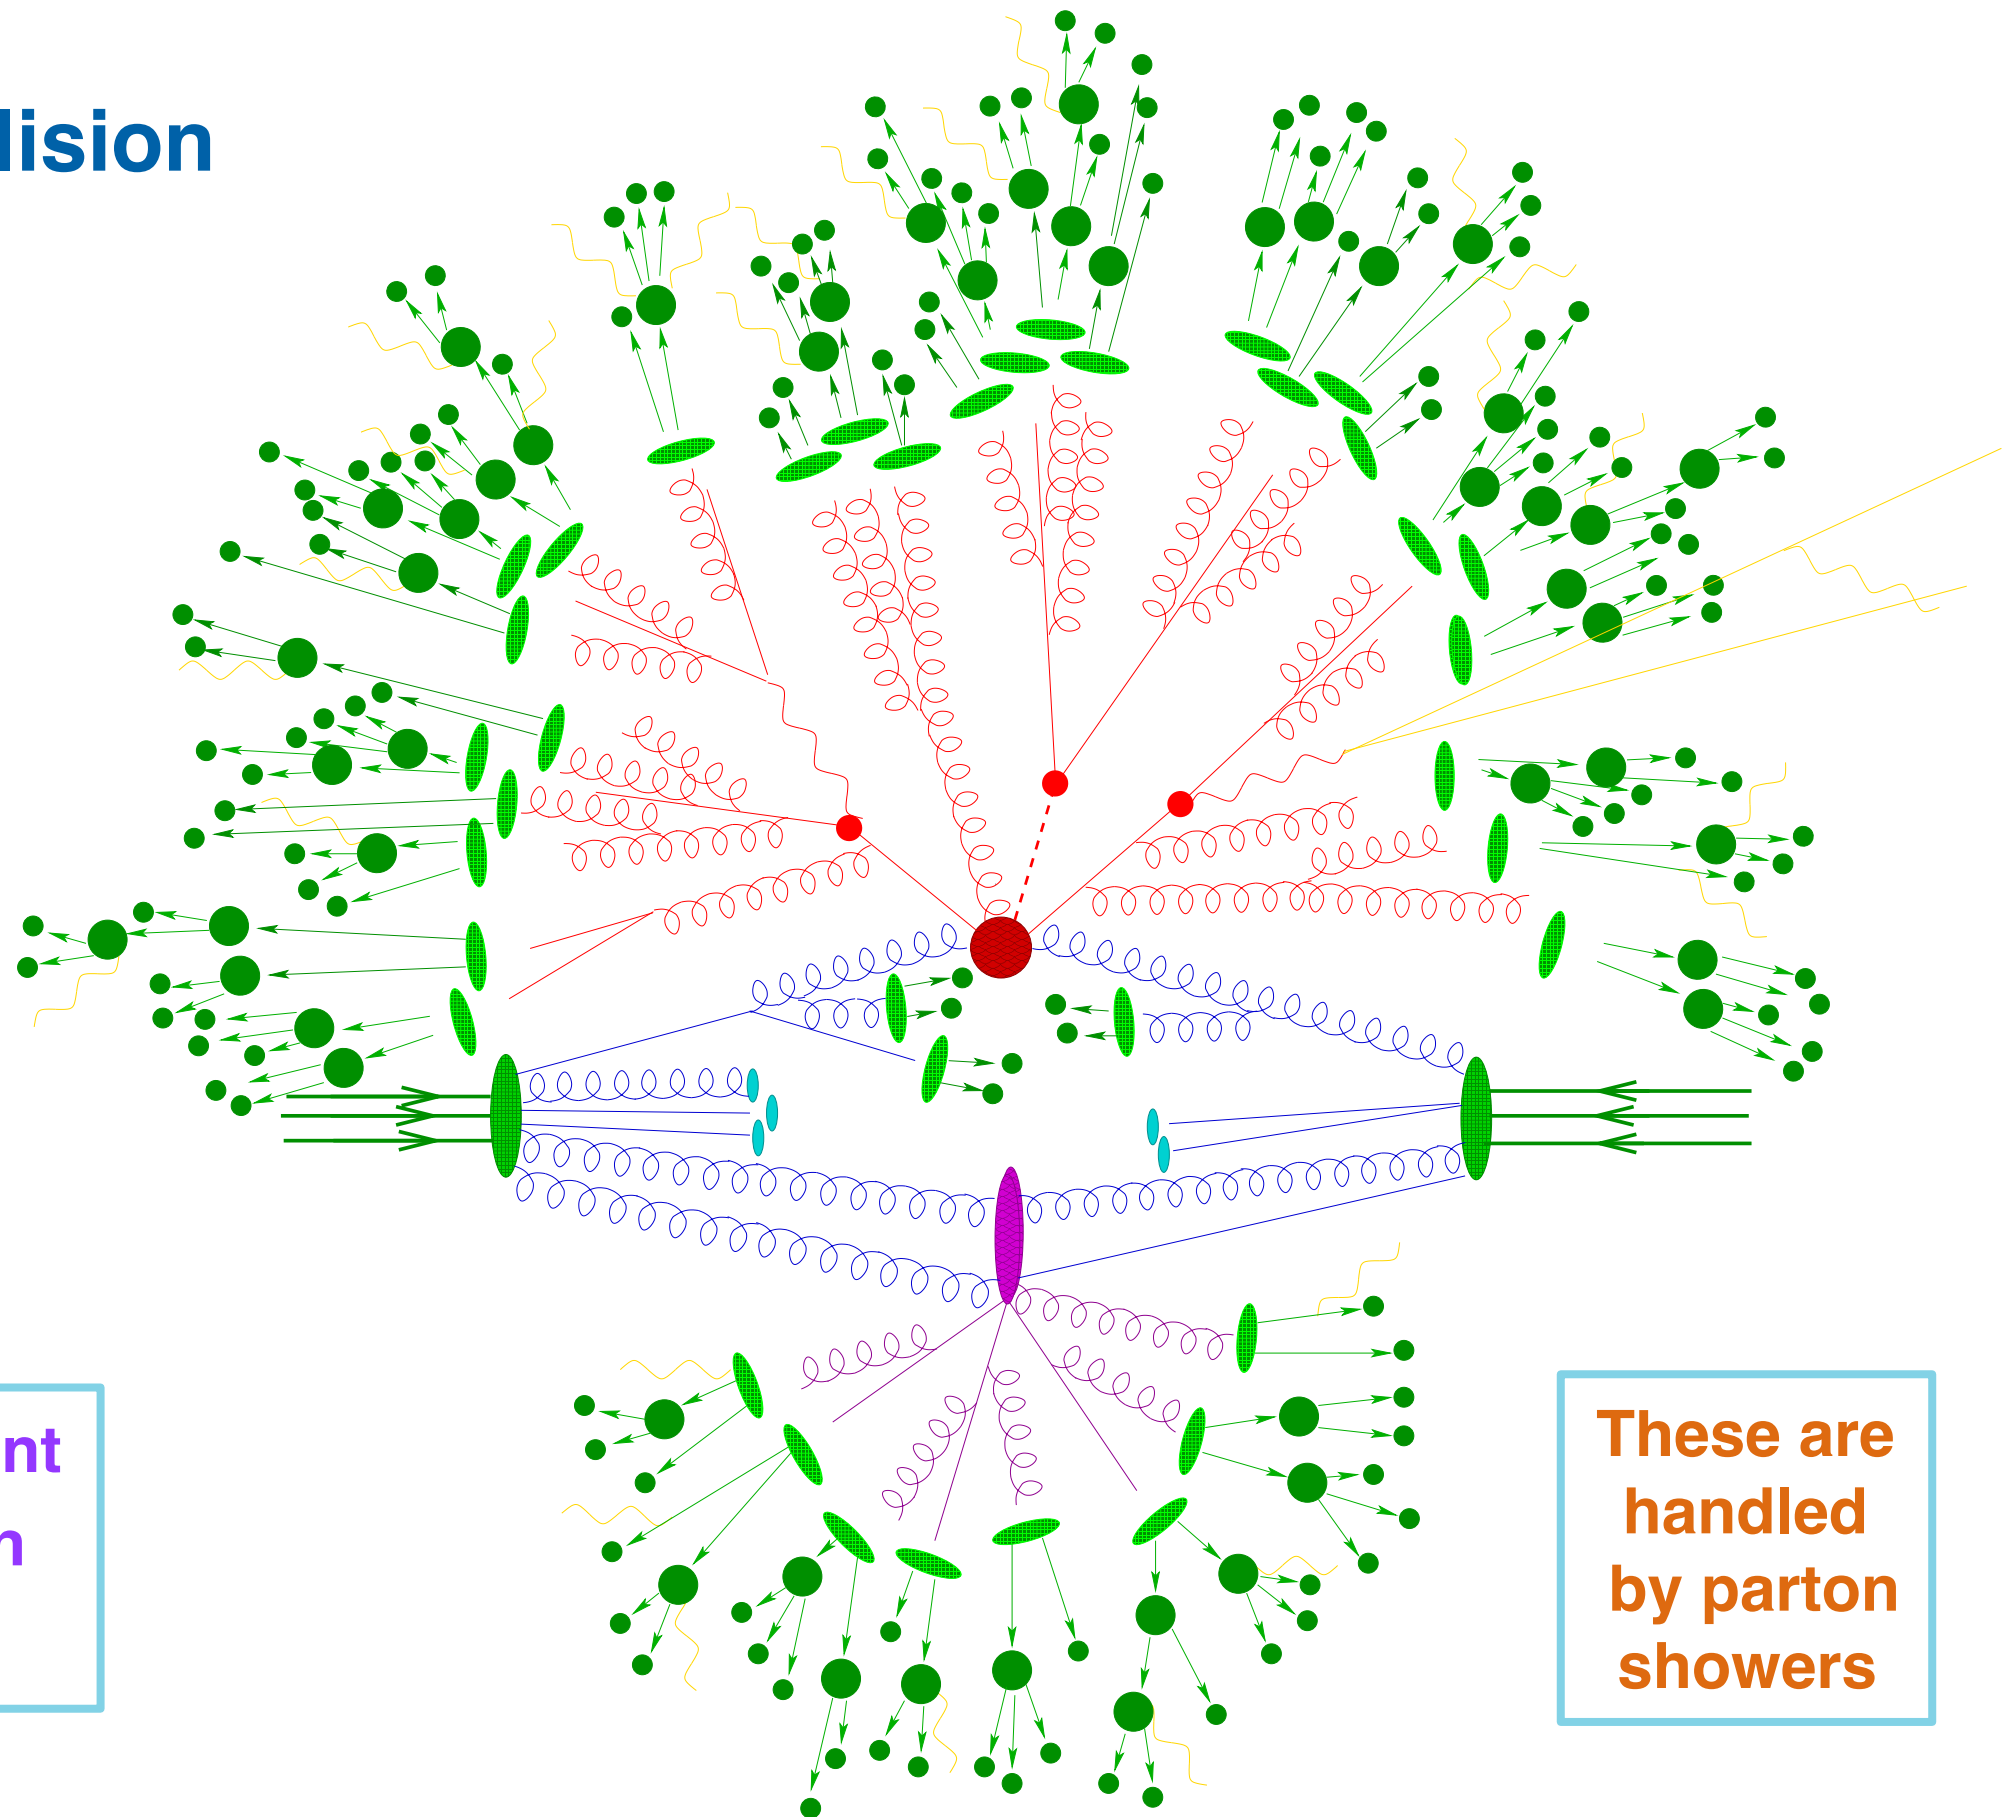 lision
nt
n
These are
handled
by parton
showers